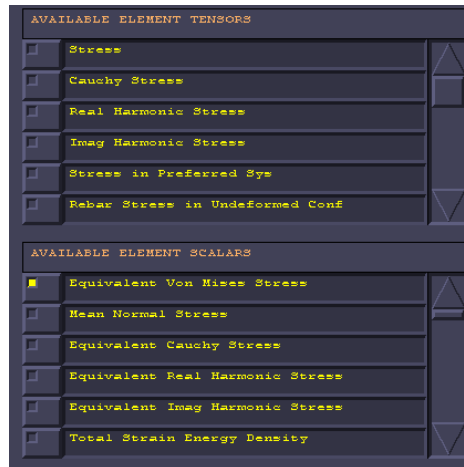 AVAILABLE ELEMENT TENSORS
Stress
Cauchy Stress
Real Harmonic Stress
Imag Harmonic Stress
Stress in Preferred Sys
Rebar Stress in Undeformed Conf
AVAILABLE ELEMENT SCALARS
Equivalent Von Mises Stress
Mean Normal Stress
Equivalent Cauchy Stress
Equivalent Real Harmonic Stress
Equivalent Imag Harmonic Stress
Total Strain Energy Density